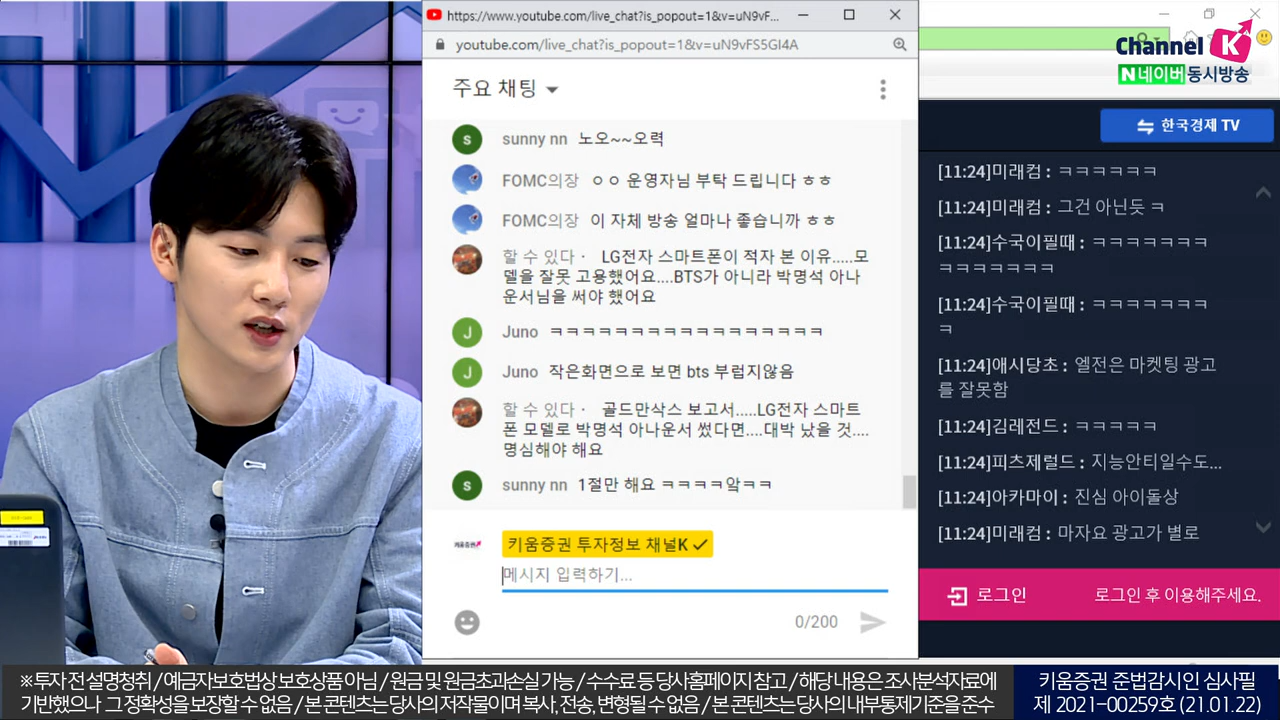 https://www.youtube.com/live_chat?is_popout=1&v=uN9vF...
youtube.com/live_chat?is_popout=1&v=uN9vFS5GI4A
주요 채팅
sunny nn 노오~~오력
FOMC의장 ㅇㅇ 운영자님 부탁 드립니다 ㅎㅎ
FOMC의장 이 자체 방송 얼마나 좋습니까 ㅎㅎ
할 수 있다 · LG전자 스마트폰이 적자 본 이유.....모
델을 잘못 고용했어요....BTS가 아니라 박명석 아나
운서님을 써야 했어요
Juno ㅋㅋㅋㅋㅋㅋㅋㅋㅋㅋㅋㅋㅋㅋㅋㅋㅋ
Juno 작은화면으로 보면 bts 부럽지않음
할 수 있다 · 골드만삭스 보고서.....LG전자 스마트
폰 모델로 박명석 아나운서 썼다면....대박 났을 것....
명심해야 해요
sunny nn 1절만 해요 ㅋㅋㅋㅋ앜ㅋㅋ
키움증권
키움증권 투자정보 채널K
메시지 입력하기...
0/200
Channel K
N 네이버 동시방송
한국경제 TV
[11:24]미래컴 : ㅋㅋㅋㅋㅋㅋ
[11:24]미래컴 : 그건 아닌듯 ㅋ
[11:24]수국이필때 : ㅋㅋㅋㅋㅋㅋㅋ
ㅋㅋㅋㅋㅋㅋㅋ
[11:24]수국이필때 : ㅋㅋㅋㅋㅋㅋㅋ
ㅋ
[11:24]애시당초 : 엘전은 마켓팅 광고
를 잘못함
[11:24]김레전드 : ㅋㅋㅋㅋㅋ
[11:24]피츠제럴드 : 지능안티일수도...
[11:24]아카마이 : 진심 아이돌상
[11:24]미래컴 : 마자요 광고가 별로
로그인
로그인 후 이용해주세요.
※ 투자 전 설명청취 / 예금자보호법상 보호상품 아님 / 원금 및 원금초과손실 가능 / 수수료 등 당사홈페이지 참고 / 해당 내용은 조사분석자료에
기반했으나 그 정확성을 보장할 수 없음 / 본 콘텐츠는 당사의 저작물이며 복사, 전송, 변형될 수 없음 / 본 콘텐츠는 당사의 내부통제기준을 준수
키움증권 준법감시인 심사필
제 2021-00259호 (21.01.22)